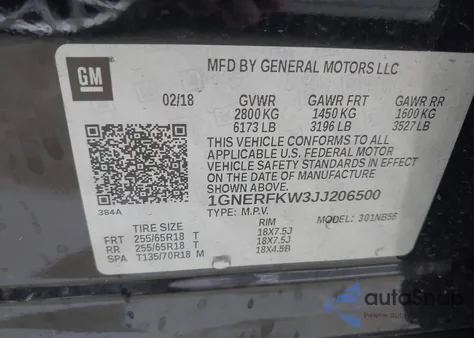 GM
MFD BY GENERAL MOTORS LLC
02/18 GVWR GAWR FRT GAWR RR
2800 KG 1450 KG 1600 KG
6173 LB 3196 LB 3527 LB
THIS VEHICLE CONFORMS TO ALL
APPLICABLE U.S. FEDERAL MOTOR
VEHICLE SAFETY STANDARDS IN EFFECT
ON THE DATE OF MANUFACTURE
SHOWN ABOVE.
1GNERFKW3JJ206500
TYPE: M.P.V. MODEL: 301NB56
384A
TIRE SIZE RIM
FRT 255/65R18 T 18X7.5J
RR 255/65R18 T 18X7.5J
SPA T135/70R18 M 18X4.5B
autoSnap